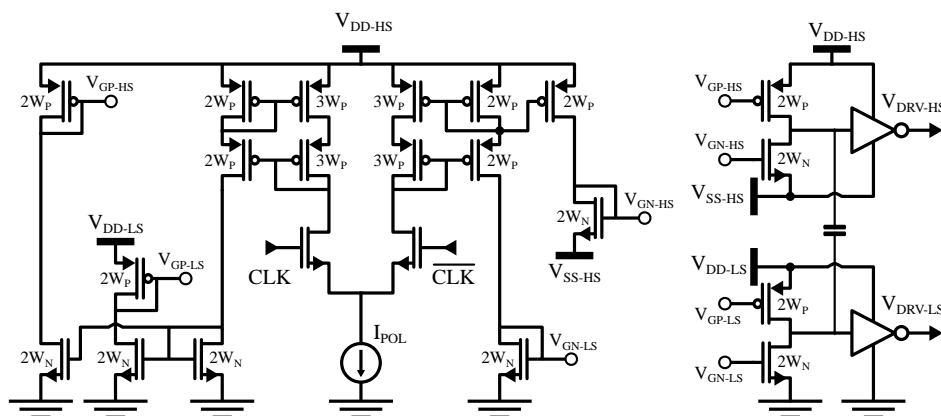 V_DD-HS
V_DD-HS
V_GP-HS
2W_P
2W_P
3W_P
3W_P
2W_P
2W_P
V_GP-HS
2W_P
V_DRV-HS
2W_P
3W_P
3W_P
2W_P
V_GN-HS
2W_N
V_GN-HS
2W_N
V_SS-HS
V_DD-LS
V_GP-LS
2W_P
CLK
CLK
V_SS-HS
V_DD-LS
2W_P
V_GP-LS
V_DRV-LS
I_POL
2W_N
2W_N
2W_N
2W_N
V_GN-LS
2W_N
V_GN-LS